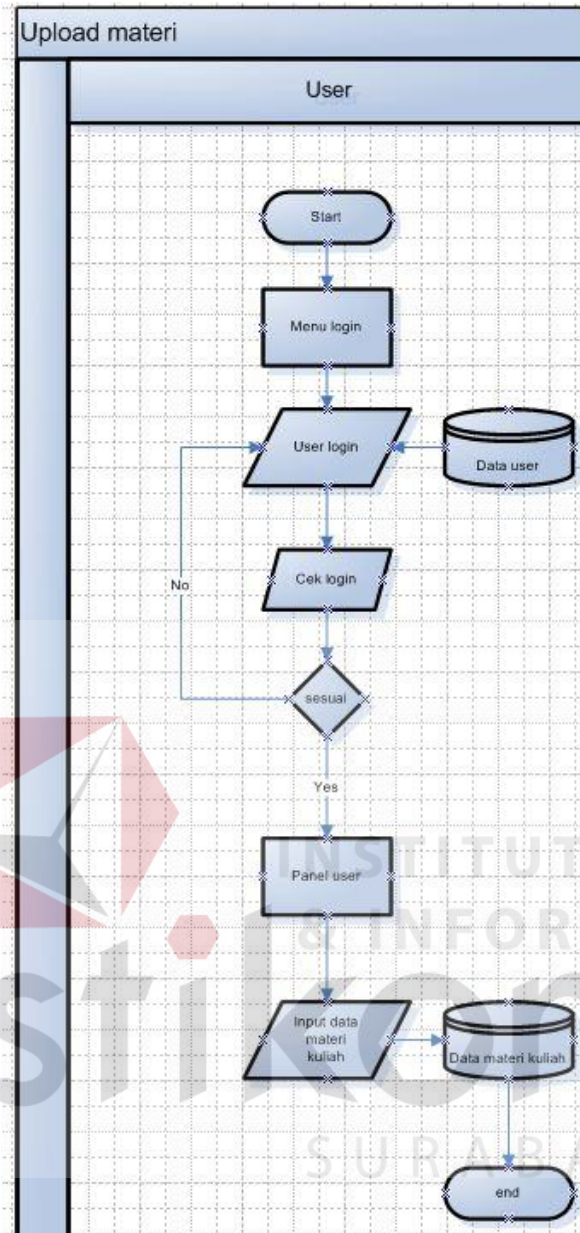 Upload materi
User
Start
Menu login
User login
Data user
Cek login
No
sesuai
Yes
Panel user
INSTITUT
& INFOR
stikom
Input data
materi
kuliah
Data materi kuliah
SURABA
end